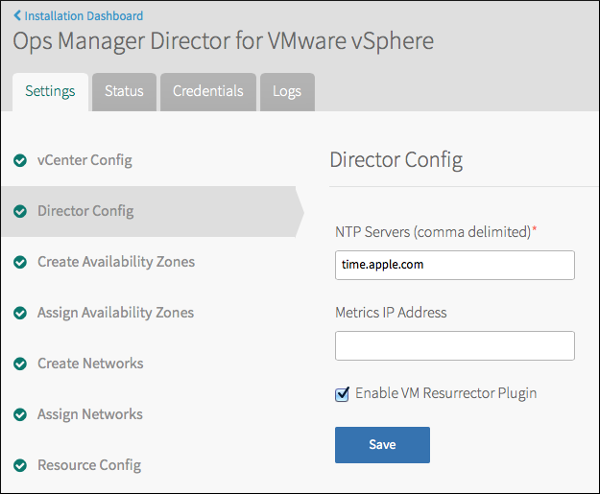 Installation Dashboard
Ops Manager Director for VMware vSphere
Settings
Status
Credentials
Logs
vCenter Config
Director Config
Create Availability Zones
Assign Availability Zones
Create Networks
Assign Networks
Resource Config
Director Config
NTP Servers (comma delimited)*
time.apple.com
Metrics IP Address
Enable VM Resurrector Plugin
Save